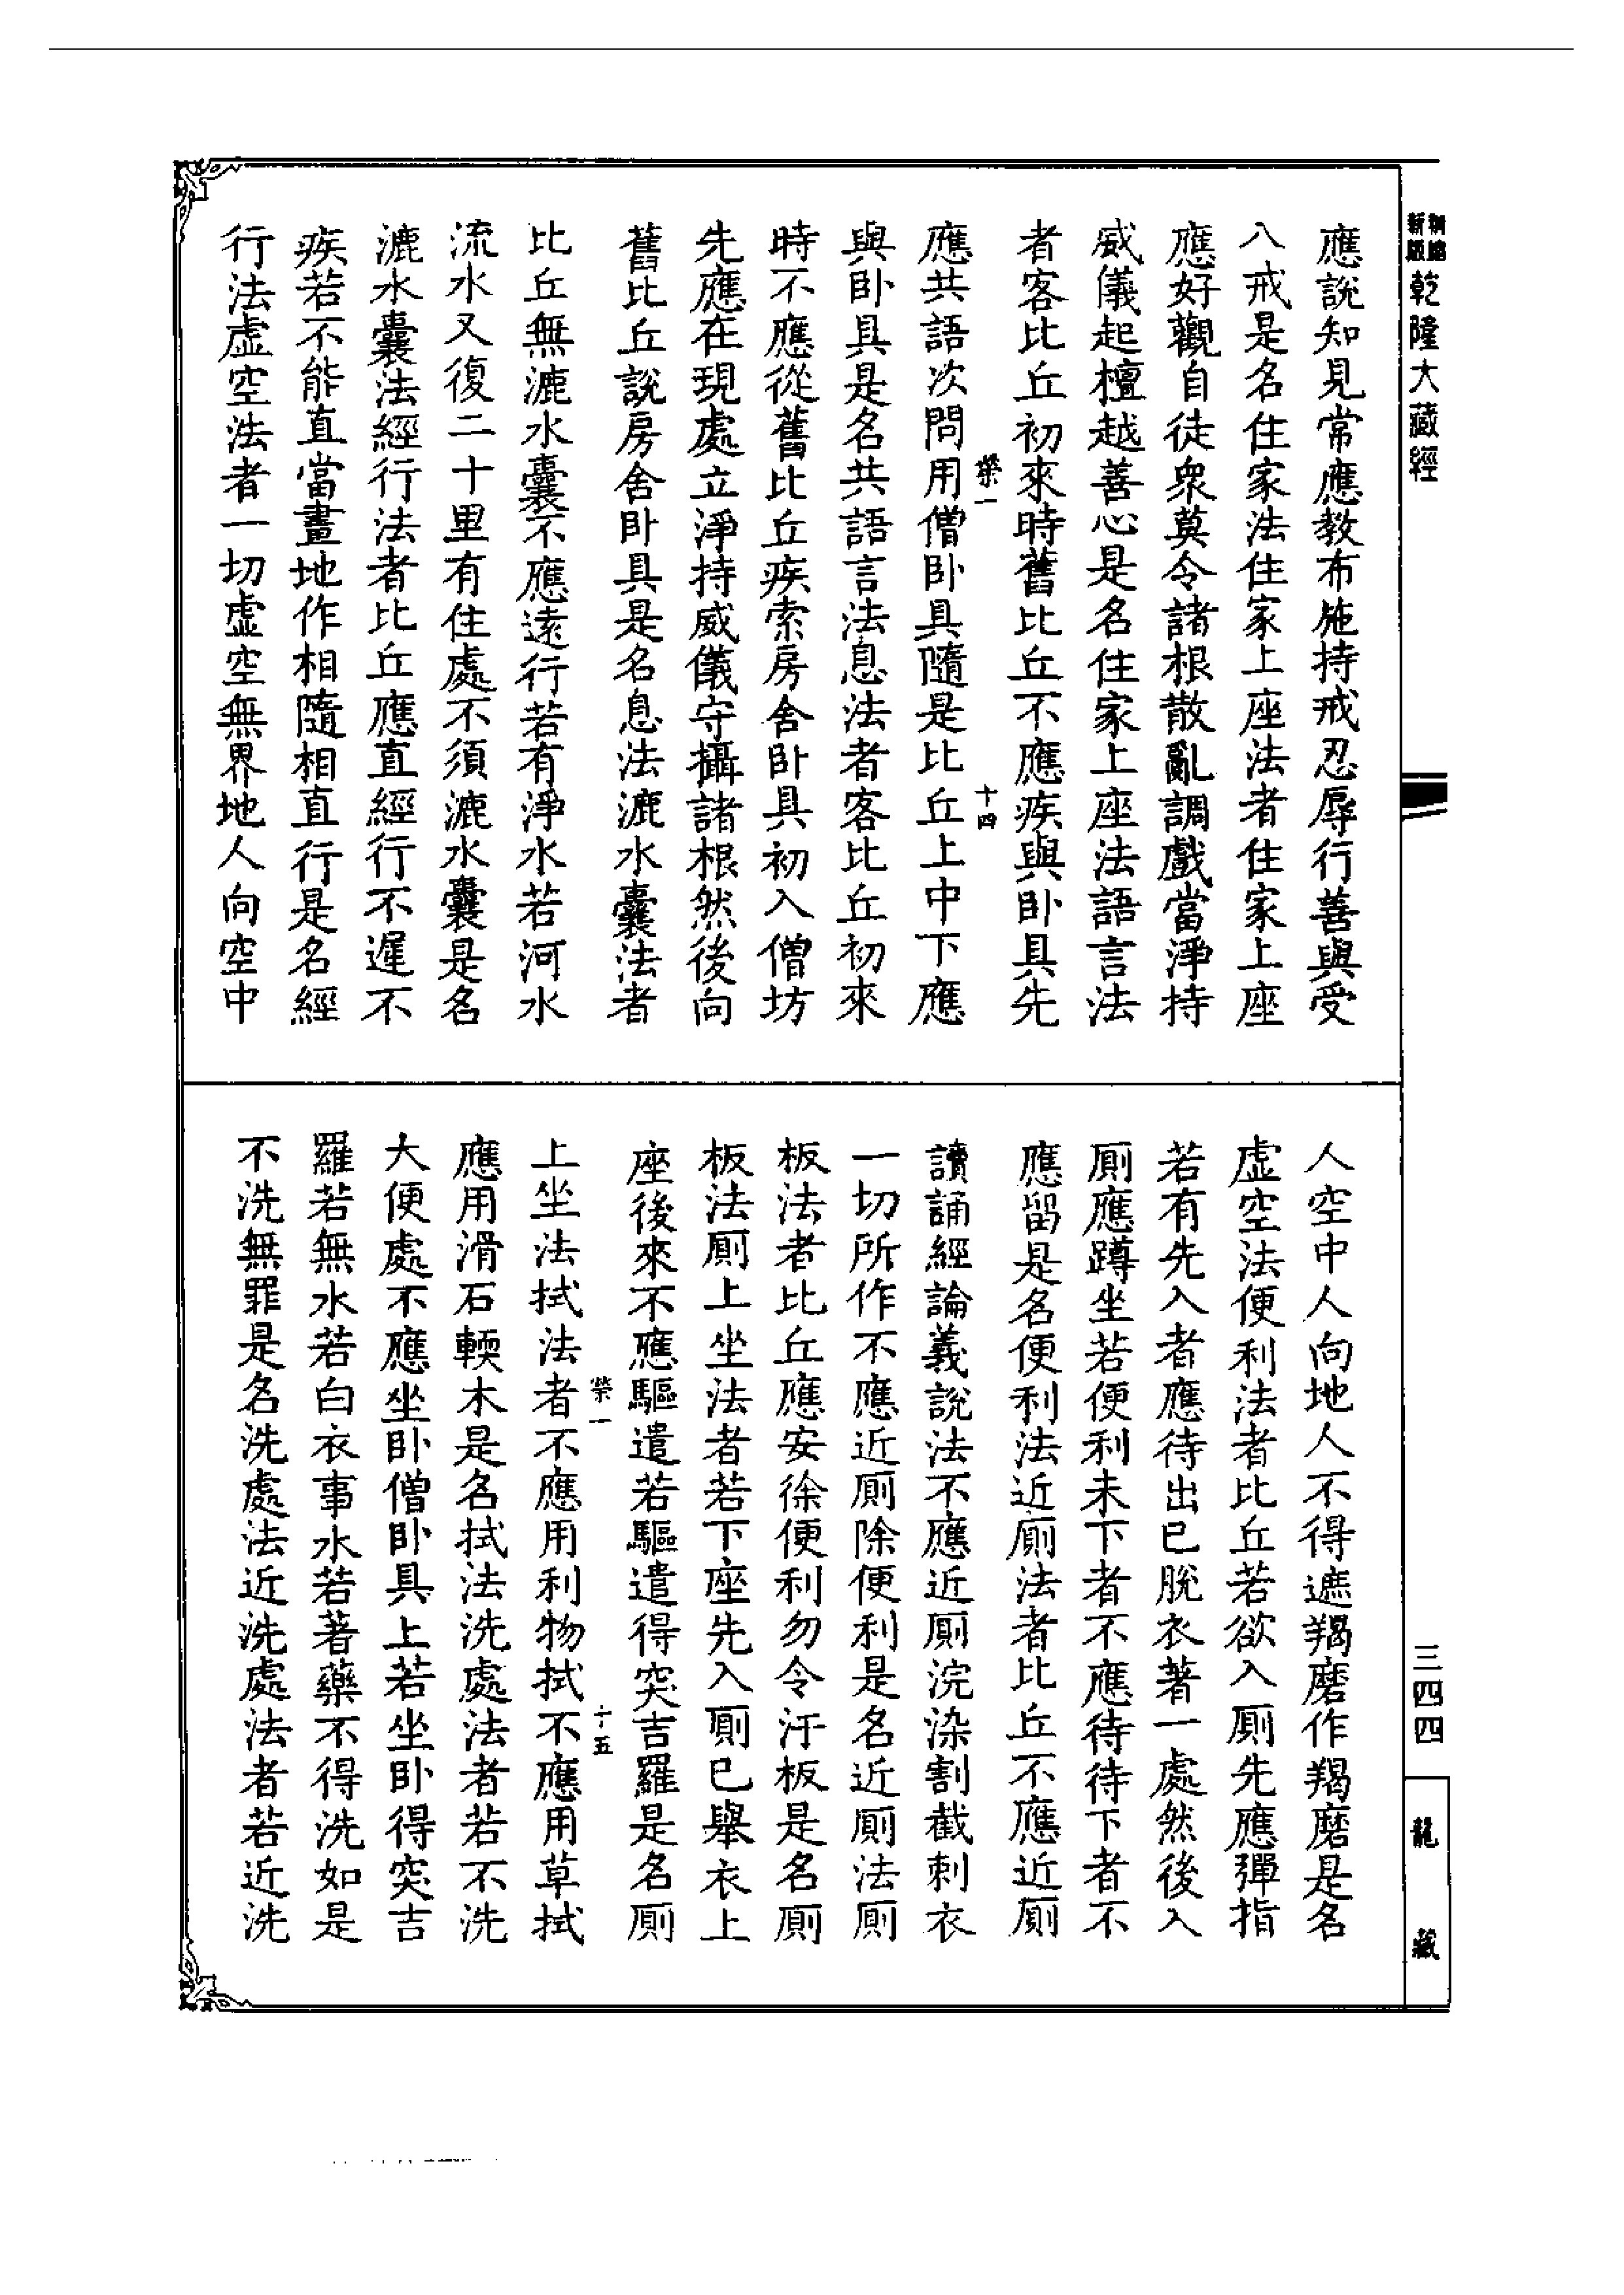 新編新版乾隆大藏經
三四四
龍藏
應說知見常應教布施持戒忍辱行善與受
八戒是名住家法住家上座法者住家上座
應好觀自徒眾莫令諸根散亂調戲當淨持
威儀起檀越善心是名住家上座法語言法
者客比丘初來時舊比丘不應疾與卧具先
應共語次問用僧卧具隨是比丘上中下應
與卧具是名共語言法息法者客比丘初來
時不應從舊比丘疾索房舍卧具初入僧坊
先應在現處立淨持威儀守攝諸根然後向
舊比丘說房舍卧具是名息法漉水囊法者
比丘無漉水囊不應遠行若有淨水若河水
流水又復二十里有住處不須漉水囊是名
漉水囊法經行法者比丘應直經行不遲不
疾若不能直當畫地作相隨相直行是名經
行法虛空法者一切虛空無界地人向空中
榮一
十四
人空中人向地人不得遮羯磨作羯磨是名
虛空法便利法者比丘若欲入廁先應彈指
若有先入者應待出已脫衣著一處然後入
廁應蹲坐若便利未下者不應待待下者不
應留是名便利法近廁法者比丘不應近廁
讀誦經論義說法不應近廁浣染割截刺衣
一切所作不應近廁除便利是名近廁法廁
板法者比丘應安徐便利勿令汙板是名廁
板法廁上坐法者若下座先入廁已舉衣上
座後來不應驅遣若驅遣得突吉羅是名廁
上坐法拭法者不應用利物拭不應用草拭
應用滑石輭木是名拭法洗處法者若不洗
大便處不應坐卧僧卧具上若坐卧得突吉
羅若無水若白衣事水若著藥不得洗如是
不洗無罪是名洗處法近洗處法者若近洗
榮一
十五